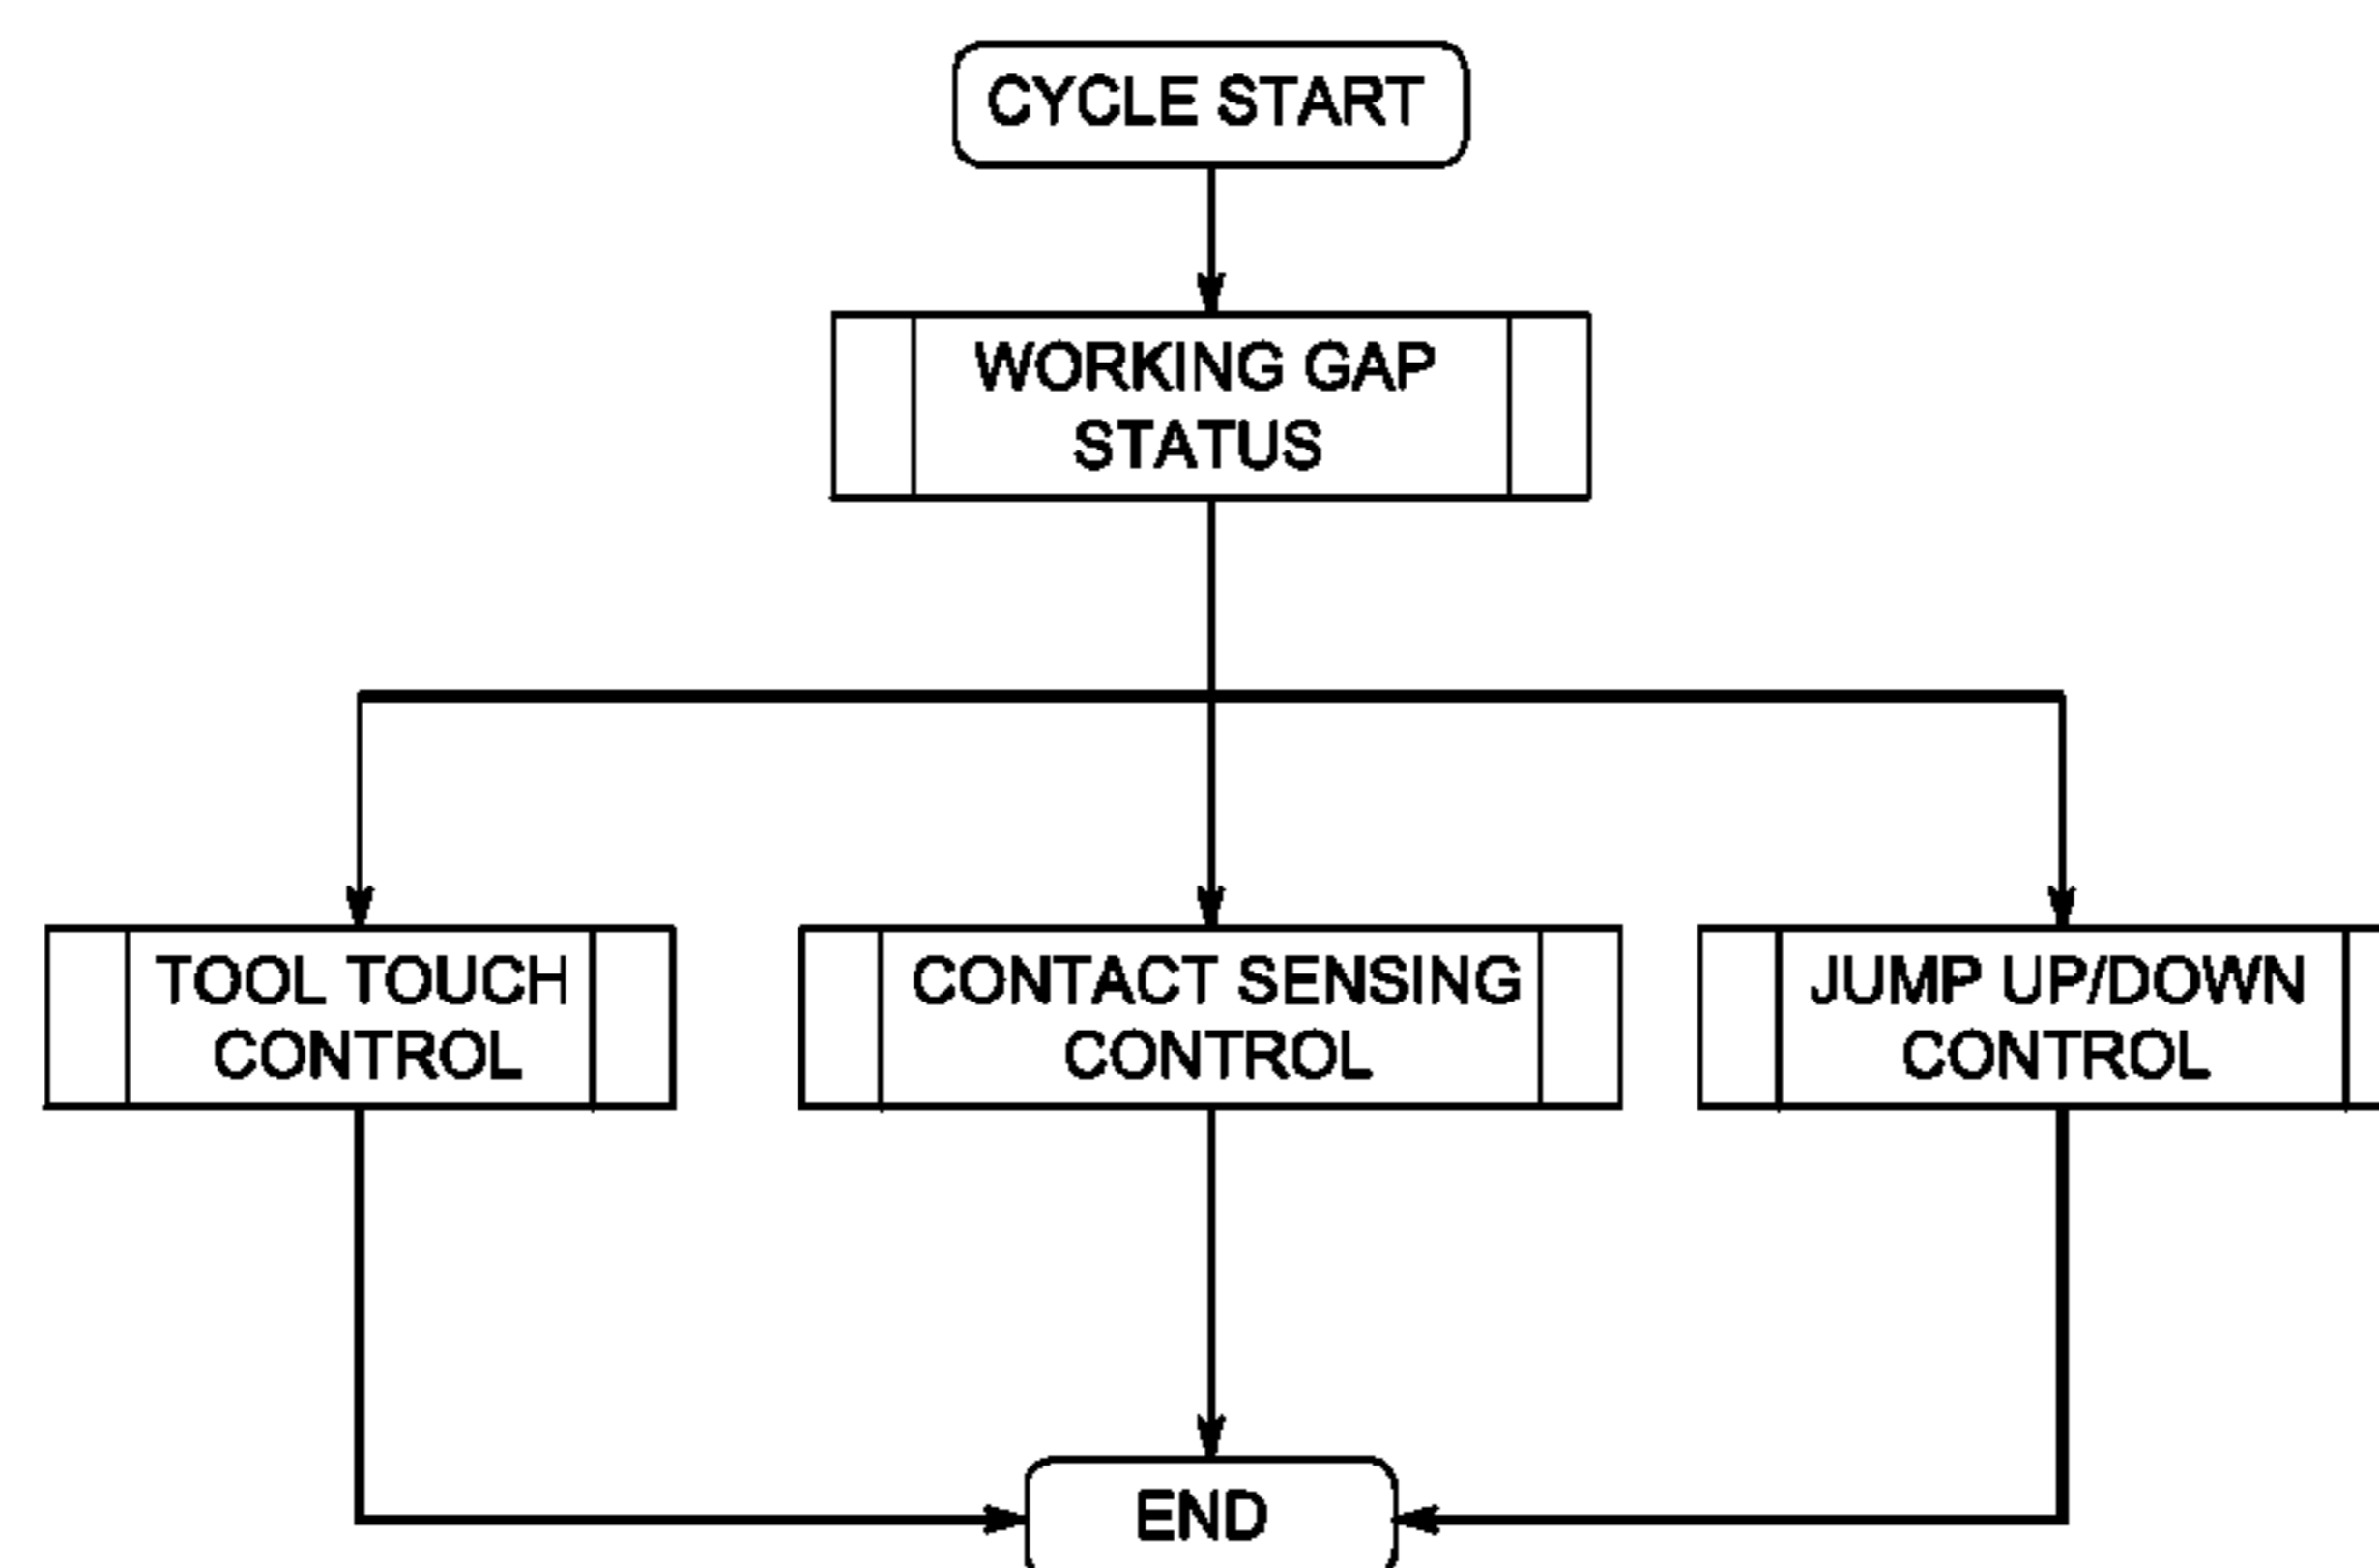 CYCLE START
WORKING GAP
STATUS
TOOL TOUCH
CONTROL
CONTACT SENSING
CONTROL
JUMP UP/DOWN
CONTROL
END